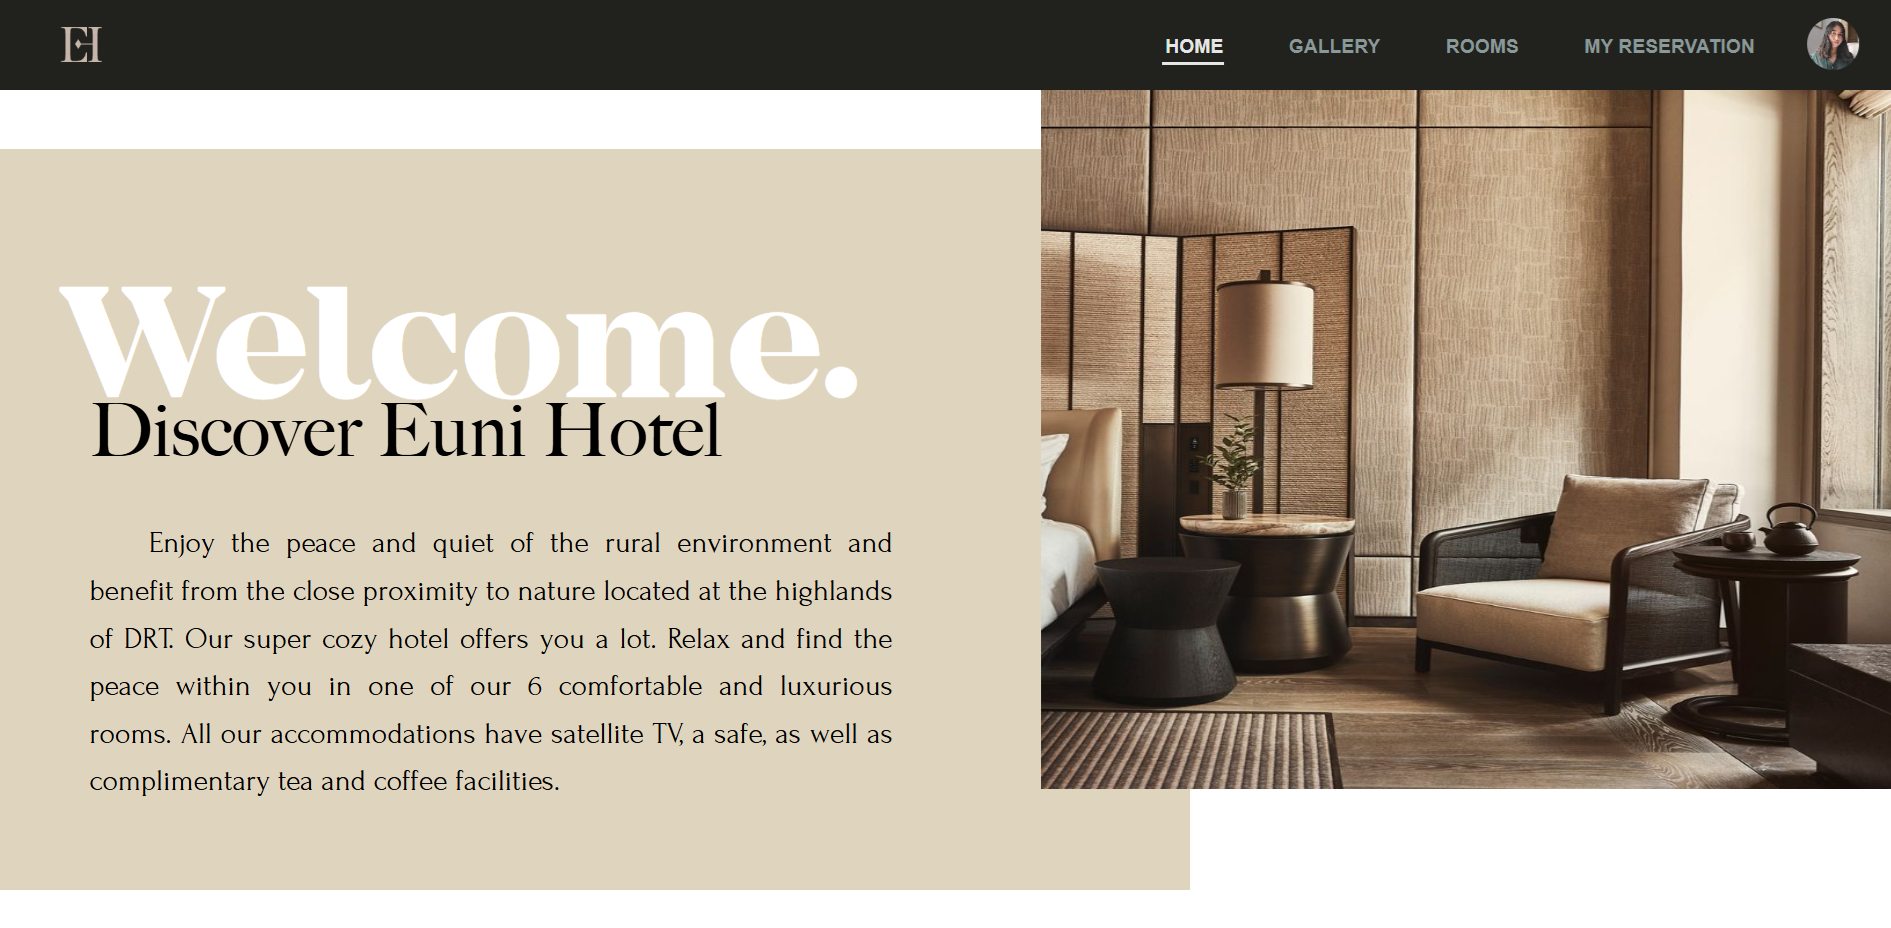 EH
HOME GALLERY ROOMS MY RESERVATION
Welcome.
Discover Euni Hotel
Enjoy the peace and quiet of the rural environment and
benefit from the close proximity to nature located at the highlands
of DRT. Our super cozy hotel offers you a lot. Relax and find the
peace within you in one of our 6 comfortable and luxurious
rooms. All our accommodations have satellite TV, a safe, as well as
complimentary tea and coffee facilities.